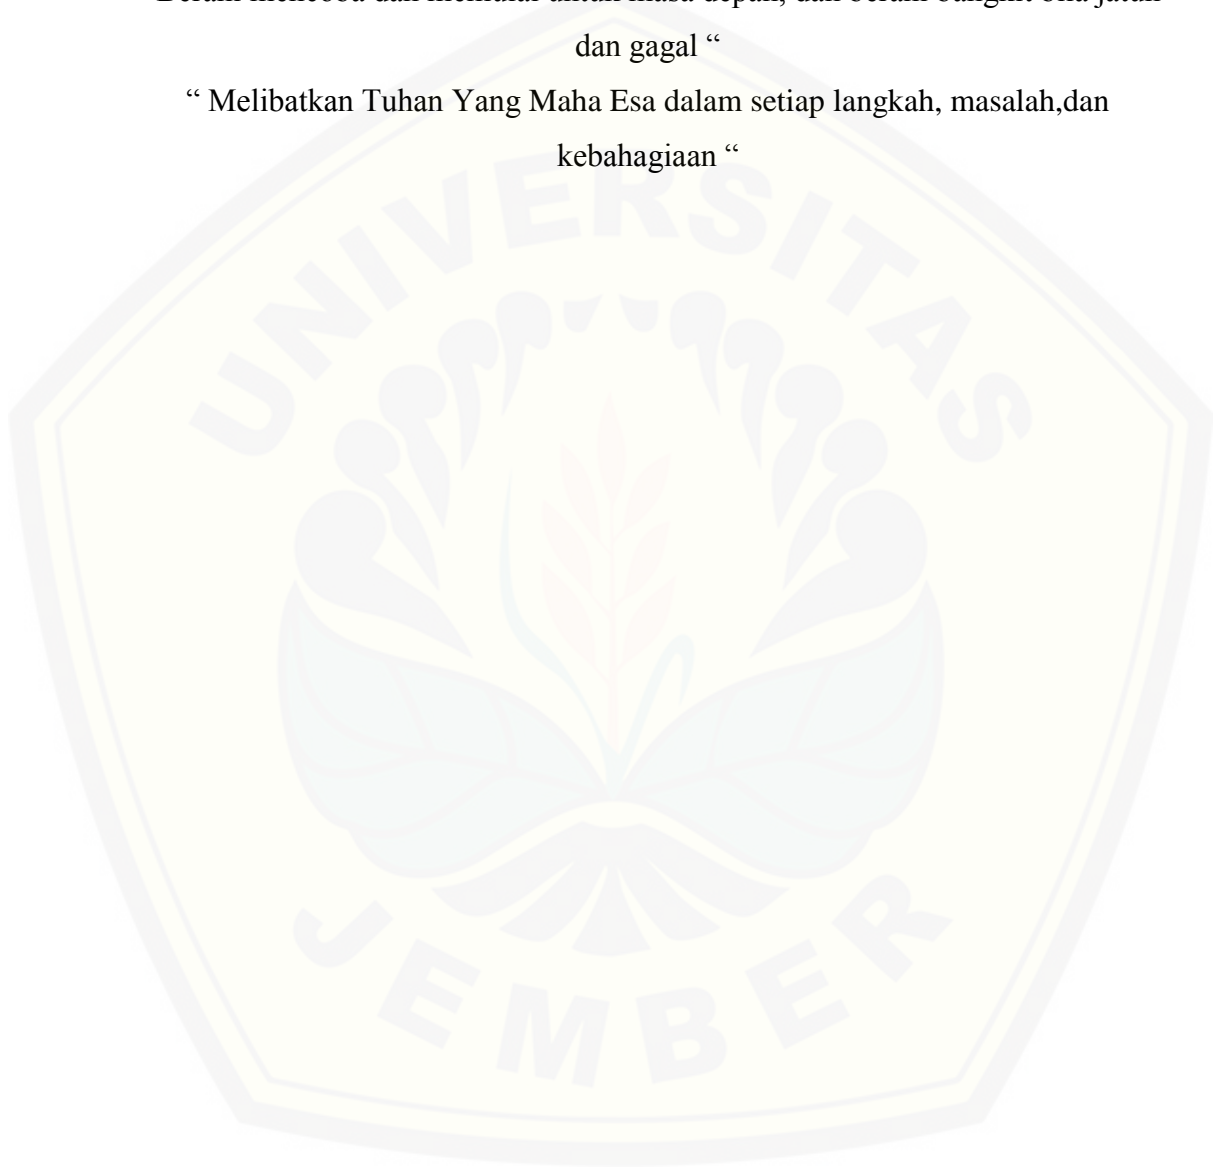 dan gagal “
“ Melibatkan Tuhan Yang Maha Esa dalam setiap langkah, masalah,dan
kebahagiaan “
UNIVERSITAS
JEMBER